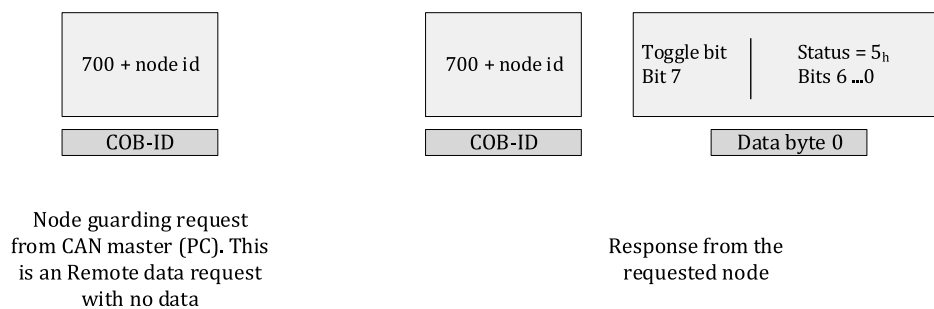 700 + node id
COB-ID
Node guarding request
from CAN master (PC). This
is an Remote data request
with no data
700 + node id
COB-ID
Toggle bit
Bit 7
Status = 5h
Bits 6 ...0
Data byte 0
Response from the
requested node